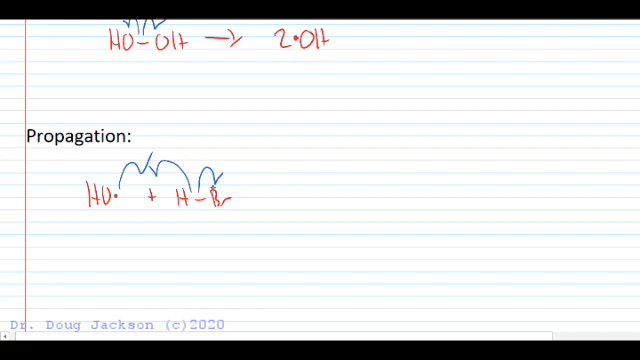 HO–OH → 2•OH
Propagation:
HO• + H–Br
Dr. Doug Jackson (c)2020